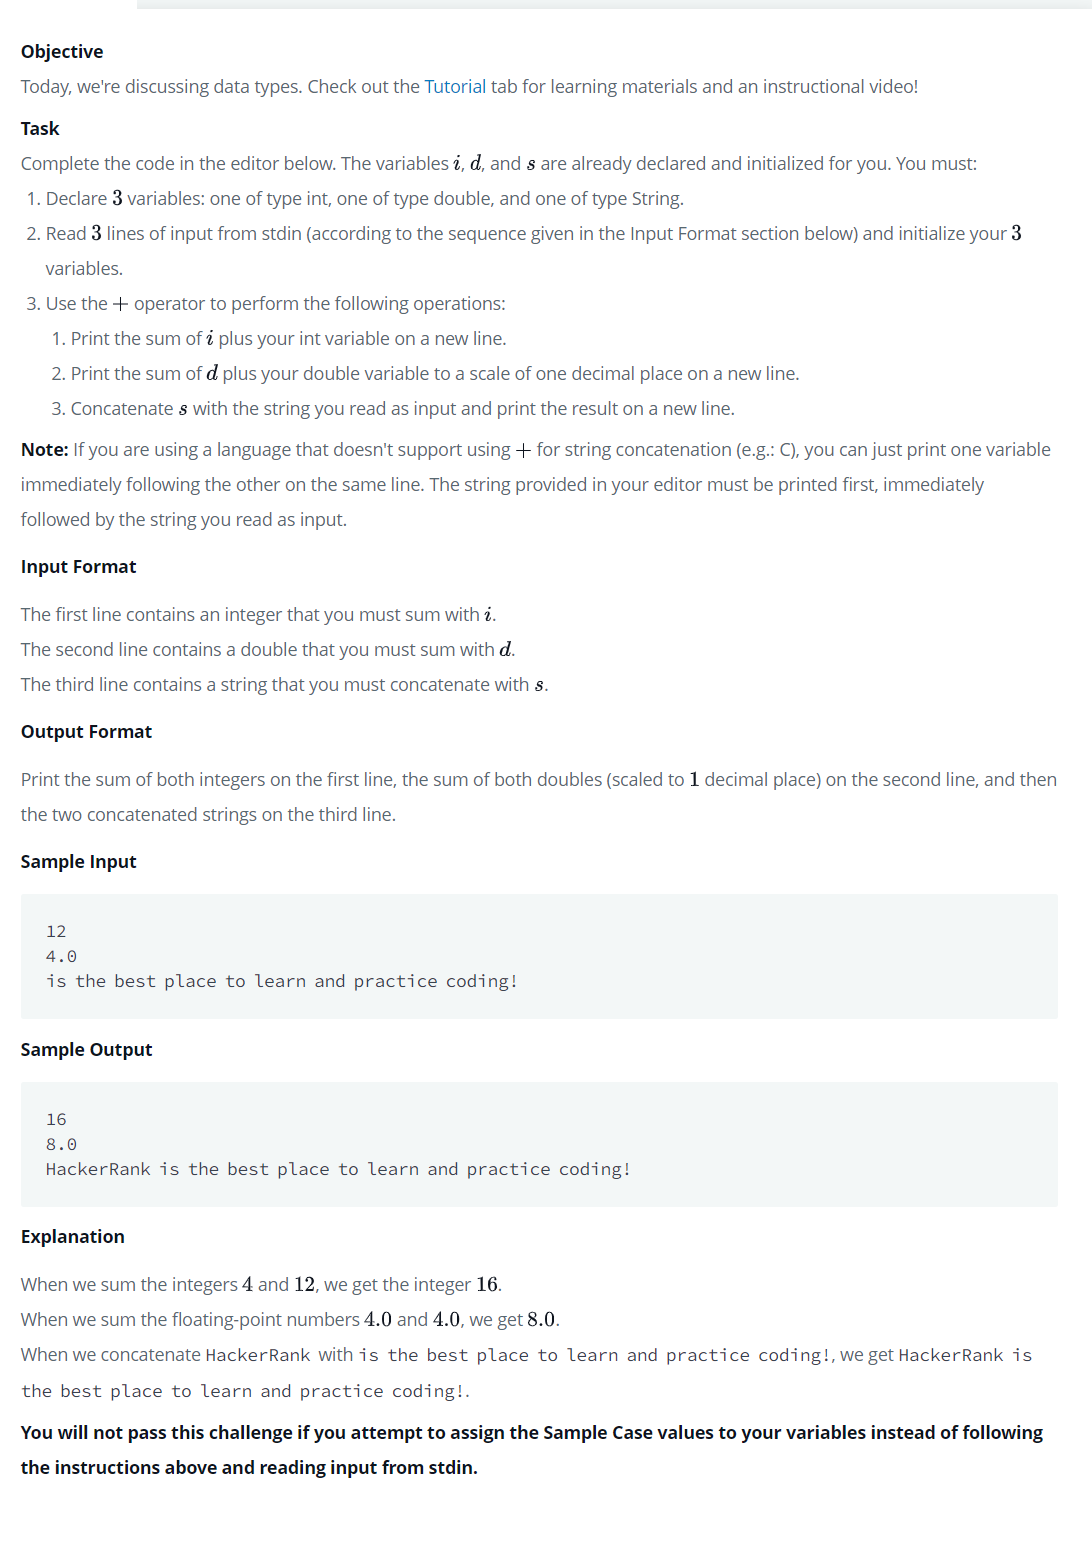 Objective
Today, we're discussing data types. Check out the Tutorial tab for learning materials and an instructional video!
Task
Complete the code in the editor below. The variables i, d, and s are already declared and initialized for you. You must:
1. Declare 3 variables: one of type int, one of type double, and one of type String.
2. Read 3 lines of input from stdin (according to the sequence given in the Input Format section below) and initialize your 3
variables.
3. Use the + operator to perform the following operations:
1. Print the sum of i plus your int variable on a new line.
2. Print the sum of d plus your double variable to a scale of one decimal place on a new line.
3. Concatenate s with the string you read as input and print the result on a new line.
Note: If you are using a language that doesn't support using + for string concatenation (e.g.: C), you can just print one variable
immediately following the other on the same line. The string provided in your editor must be printed first, immediately
followed by the string you read as input.
Input Format
The first line contains an integer that you must sum with i.
The second line contains a double that you must sum with d.
The third line contains a string that you must concatenate with s.
Output Format
Print the sum of both integers on the first line, the sum of both doubles (scaled to 1 decimal place) on the second line, and then
the two concatenated strings on the third line.
Sample Input
12
4.0
is the best place to learn and practice coding!
Sample Output
16
8.0
HackerRank is the best place to learn and practice coding!
Explanation
When we sum the integers 4 and 12, we get the integer 16.
When we sum the floating-point numbers 4.0 and 4.0, we get 8.0.
When we concatenate HackerRank with is the best place to learn and practice coding!, we get HackerRank is
the best place to learn and practice coding!.
You will not pass this challenge if you attempt to assign the Sample Case values to your variables instead of following
the instructions above and reading input from stdin.